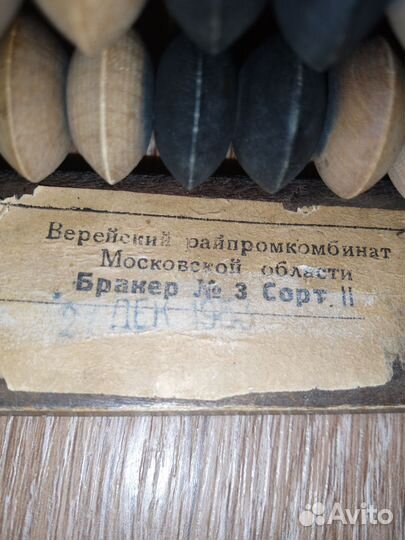 Верейский райпромкомбинат
Московской области
Бракер № 3 Сорт II
ДЕК
Avito